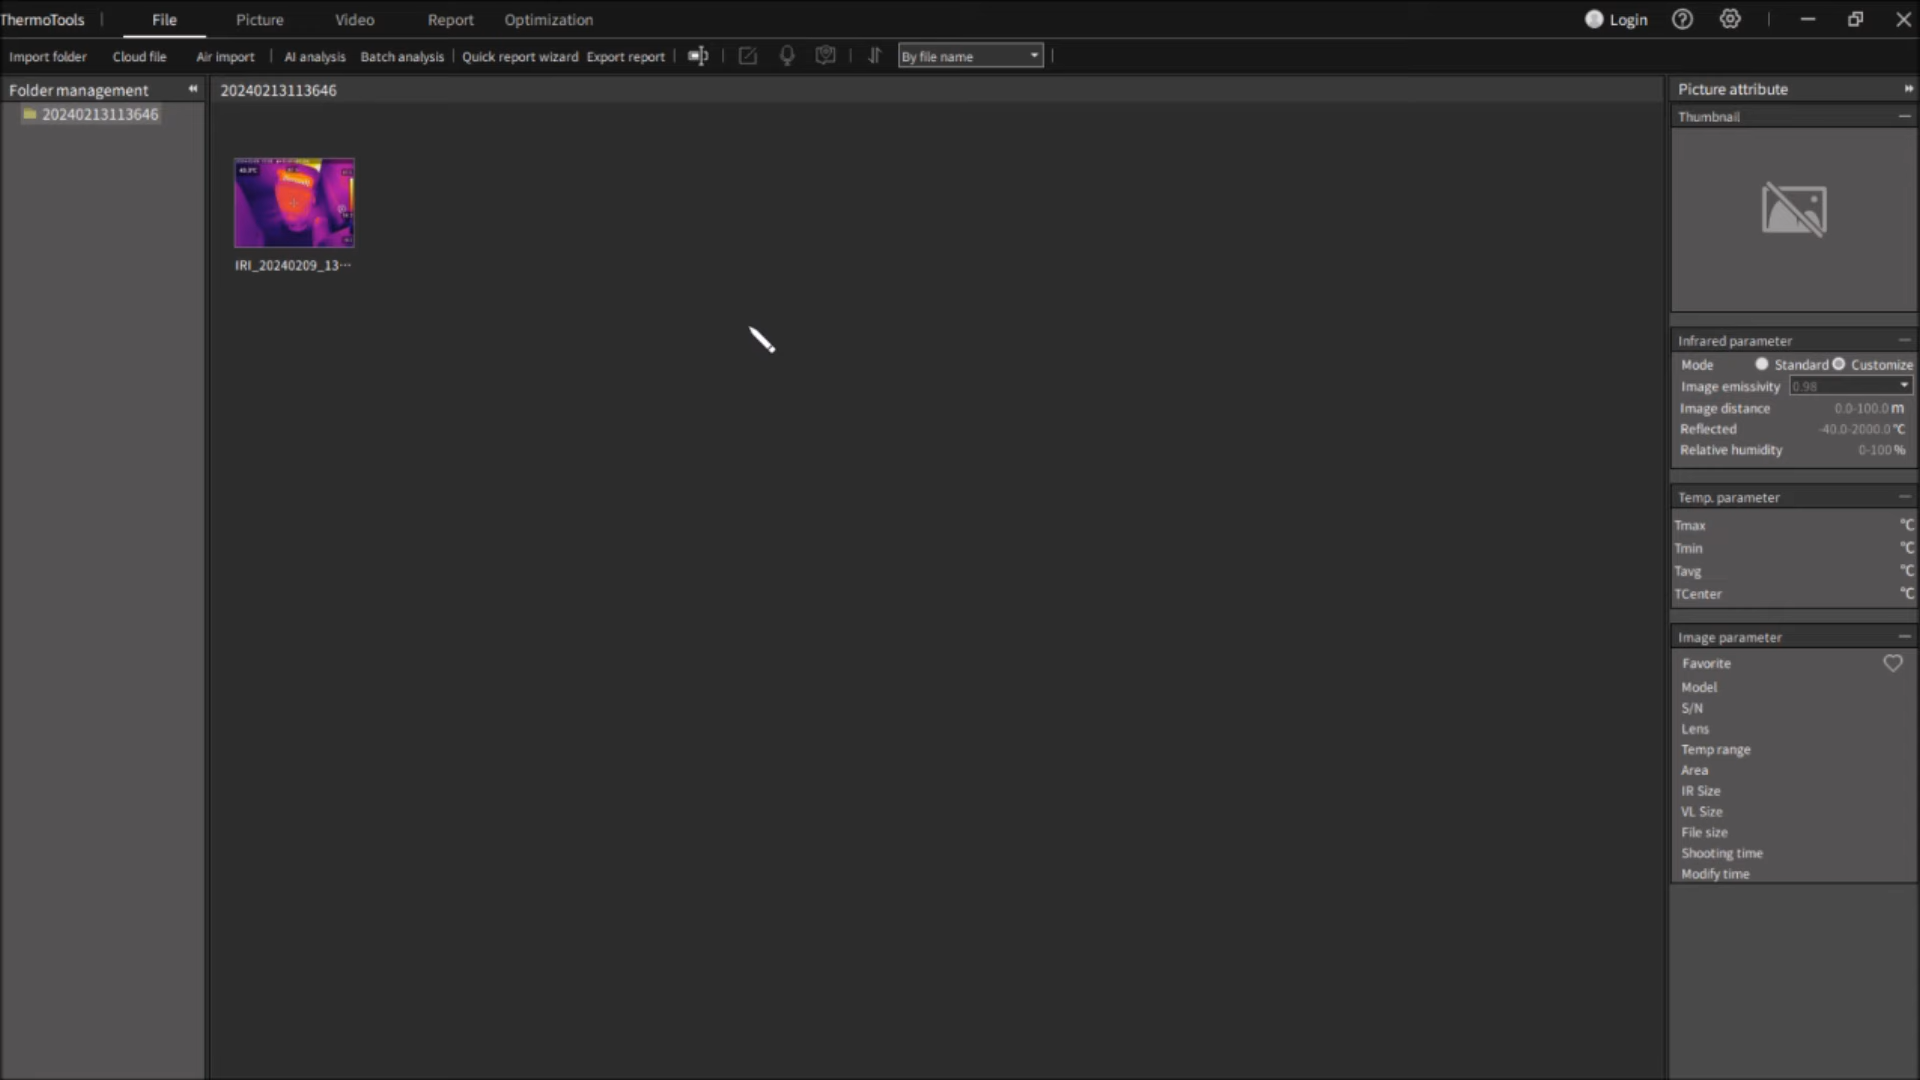 ThermoTools File Picture Video Report Optimization Login
Import folder Cloud file Air import AI analysis Batch analysis Quick report wizard Export report By file name
Folder management
20240213113646
20240213113646
IRI_20240209_13···
Picture attribute
Thumbnail
Infrared parameter
Mode Standard Customize
Image emissivity 0.98
Image distance 0.0-100.0 m
Reflected -40.0-2000.0 °C
Relative humidity 0-100 %
Temp. parameter
Tmax °C
Tmin °C
Tavg °C
TCenter °C
Image parameter
Favorite
Model
S/N
Lens
Temp range
Area
IR Size
VL Size
File size
Shooting time
Modify time